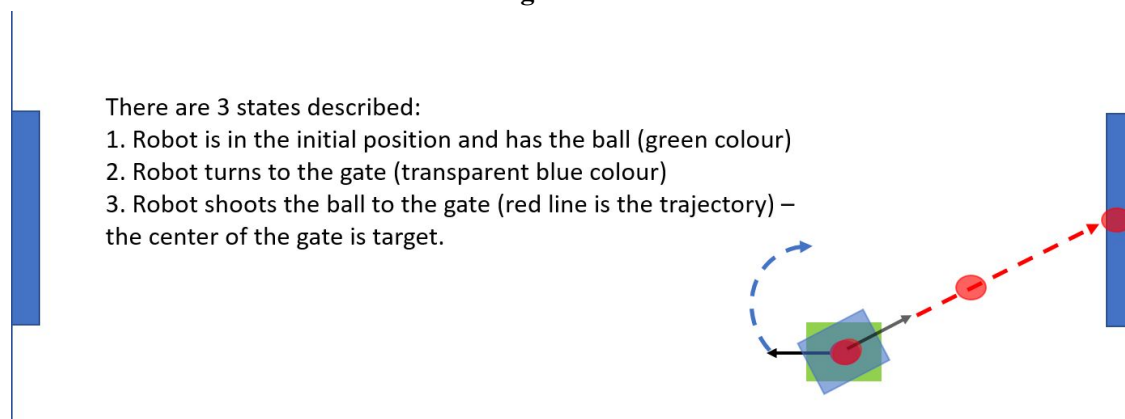 There are 3 states described:
1. Robot is in the initial position and has the ball (green colour)
2. Robot turns to the gate (transparent blue colour)
3. Robot shoots the ball to the gate (red line is the trajectory) –
the center of the gate is target.